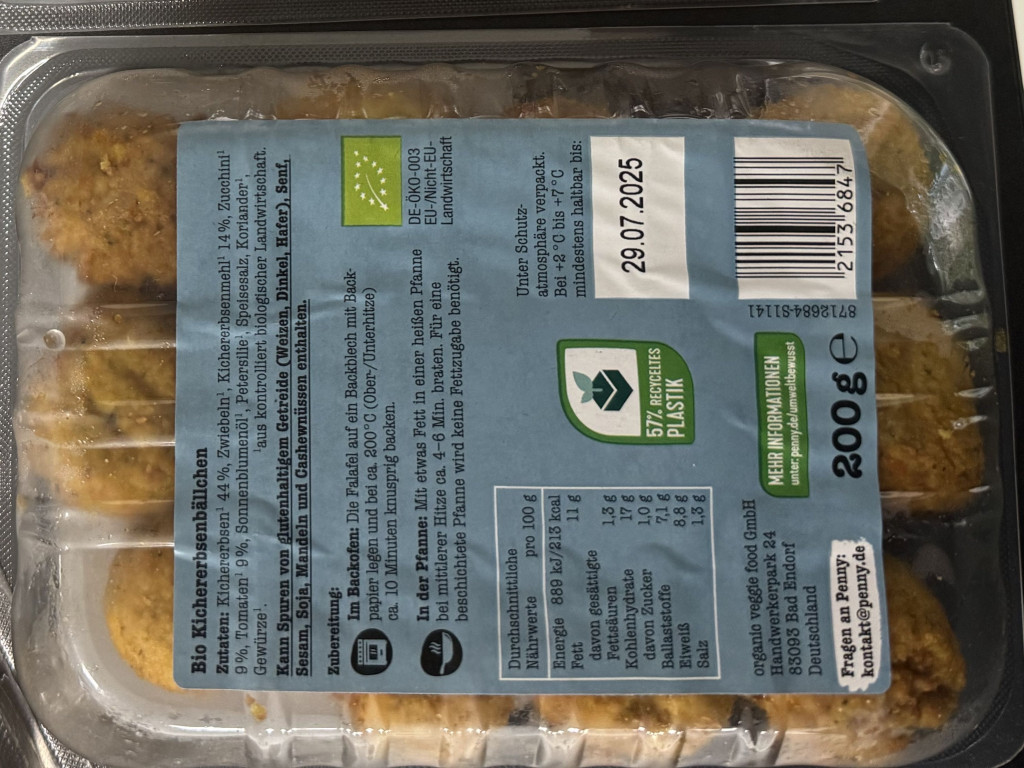 Bio Kichererbsenbällchen
Zutaten: Kichererbsen¹ 44%, Zwiebeln¹, Kichererbsenmehl¹ 14%, Zucchini¹
9%, Tomaten¹ 9%, Sonnenblumenöl¹, Petersilie¹, Speisesalz, Koriander¹,
Gewürze¹. ¹aus kontrolliert biologischer Landwirtschaft.
Kann Spuren von glutenhaltigem Getreide (Weizen, Dinkel, Hafer), Senf,
Sesam, Soja, Mandeln und Cashewnüssen enthalten.
Zubereitung:
Im Backofen: Die Falafel auf ein Backblech mit Back-
papier legen und bei ca. 200°C (Ober-/Unterhitze)
ca. 10 Minuten knusprig backen.
In der Pfanne: Mit etwas Fett in einer heißen Pfanne
bei mittlerer Hitze ca. 4-6 Min. braten. Für eine
beschichtete Pfanne wird keine Fettzugabe benötigt.
DE-ÖKO-003
EU-/Nicht-EU-
Landwirtschaft
Durchschnittliche
Nährwerte pro 100 g
Energie 889 kJ/213 kcal
Fett 11 g
davon gesättigte
Fettsäuren 1,3 g
Kohlenhydrate 17 g
davon Zucker 1,0 g
Ballaststoffe 7,1 g
Eiweiß 8,8 g
Salz 1,3 g
57% RECYCELTES
PLASTIK
Unter Schutz-
atmosphäre verpackt.
Bei +2°C bis +7°C
mindestens haltbar bis:
29.07.2025
organic veggie food GmbH
Handwerkerpark 24
83093 Bad Endorf
Deutschland
MEHR INFORMATIONEN
unter: penny.de/umweltbewusst
8712684-S1141
2153 6847
Fragen an Penny:
kontakt@penny.de
200g e